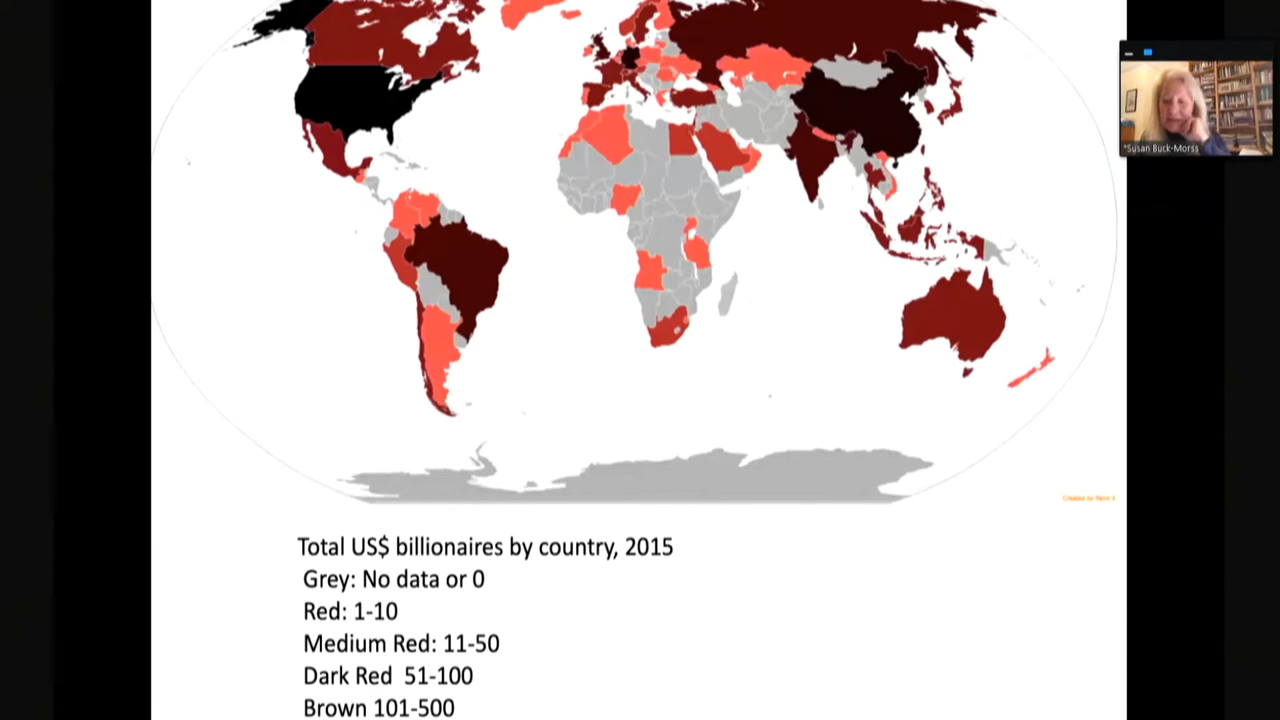 *Susan Buck-Morss
Total US$ billionaires by country, 2015
Grey: No data or 0
Red: 1-10
Medium Red: 11-50
Dark Red 51-100
Brown 101-500